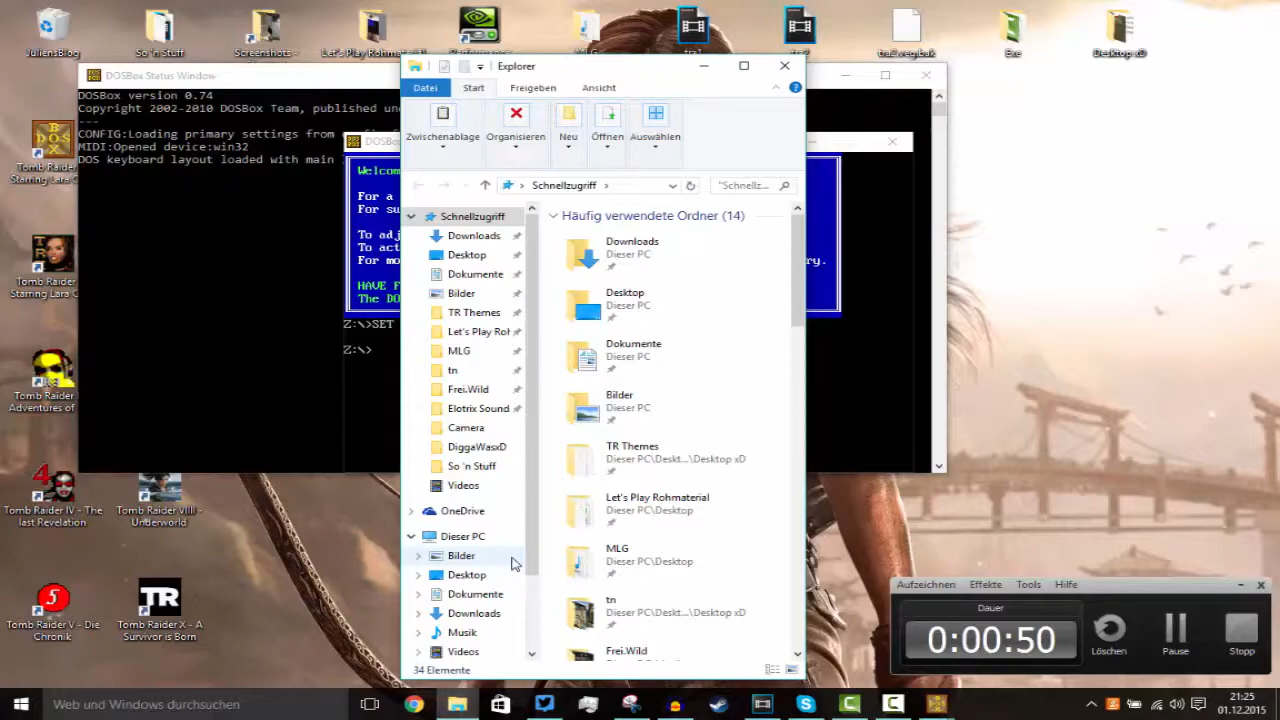 Julien'sBlog
So 'n Stuff
Screenshots -
Let's Play Rohmaterial
MLG
tra1
tra2.veg.bak
Exe
Desktop xD
DOSBox Status Window
DOSBox version 0.74
Copyright 2002-2010 DOSBox Team, published
---
CONFIG:Loading primary settings from
MIDI:Opened device:win32
DOS keyboard layout loaded with main
DOSB
Welcom
For a
For su
To adj
To act
For mo
ry.
HAVE F
The DO
Z:\>SET
Z:\>
Tomb Raider
Starring Lara C
Tomb Raider
Starring Lara C
Tomb Raider
Adventures of
Tomb Raider IV - The
last Revelation
Tomb Raider VIII -
Underworld
Tomb Raider V - Die
Chronik
Tomb Raider X - A
Survivor is Born
Explorer
Datei
Start
Freigeben
Ansicht
Zwischenablage
Organisieren
Neu
Öffnen
Auswählen
Schnellzugriff
"Schnellz...
Schnellzugriff
Downloads
Desktop
Dokumente
Bilder
TR Themes
Let's Play Roh
MLG
tn
Frei.Wild
Elotrix Sound
Camera
DiggaWasxD
So 'n Stuff
Videos
OneDrive
Dieser PC
Bilder
Desktop
Dokumente
Downloads
Musik
Videos
Häufig verwendete Ordner (14)
Downloads
Dieser PC
Desktop
Dieser PC
Dokumente
Dieser PC
Bilder
Dieser PC
TR Themes
Dieser PC\Deskt...\Desktop xD
Let's Play Rohmaterial
Dieser PC\Desktop
MLG
Dieser PC\Desktop
tn
Dieser PC\Deskt...\Desktop xD
Frei.Wild
34 Elemente
Aufzeichnen
Effekte
Tools
Hilfe
Dauer
0:00:50
Löschen
Pause
Stopp
Web und Windows durchsuchen
21:25
01.12.2015